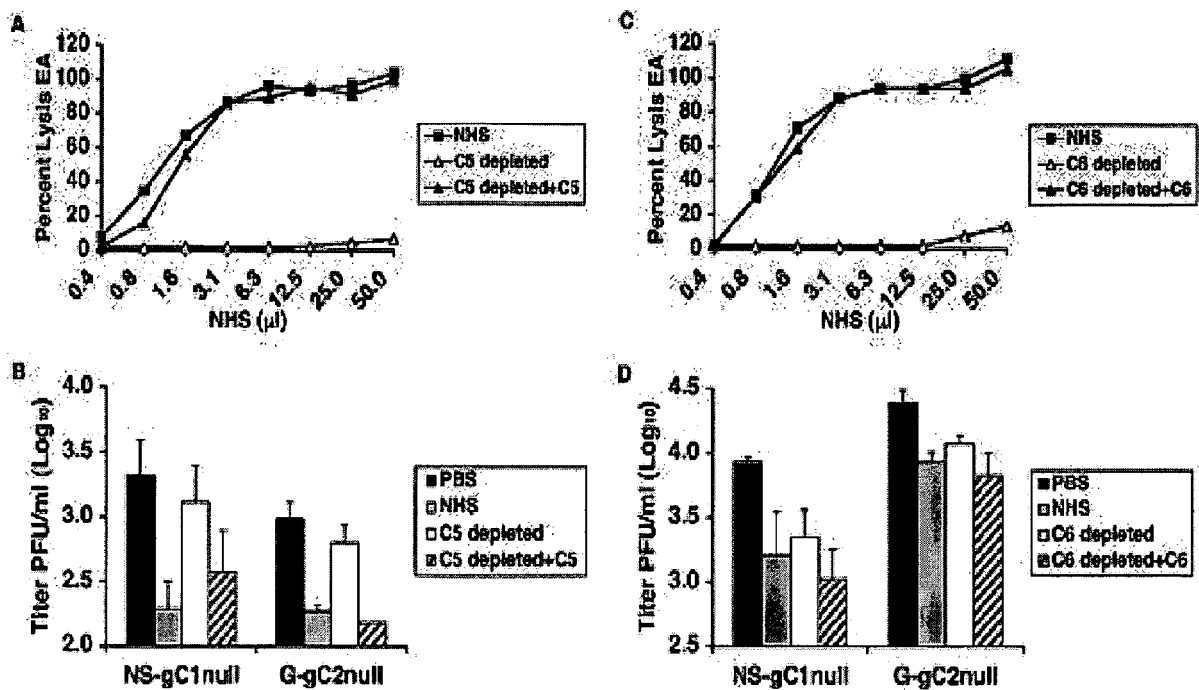 A
Percent Lysis EA
120
100
80
60
40
20
0
0.4
0.8
1.6
3.1
6.3
12.5
25.0
50.0
NHS (µl)
NHS
C5 depleted
C5 depleted+C5
C
Percent Lysis EA
120
100
80
60
40
20
0
0.4
0.8
1.6
3.1
6.3
12.5
25.0
50.0
NHS (µl)
NHS
C6 depleted
C6 depleted+C6
B
Titer PFU/ml (Log10)
4.0
3.5
3.0
2.5
2.0
NS-gC1null
G-gC2null
PBS
NHS
C5 depleted
C5 depleted+C5
D
Titer PFU/ml (Log10)
4.5
4.0
3.5
3.0
2.5
NS-gC1null
G-gC2null
PBS
NHS
C6 depleted
C6 depleted+C6